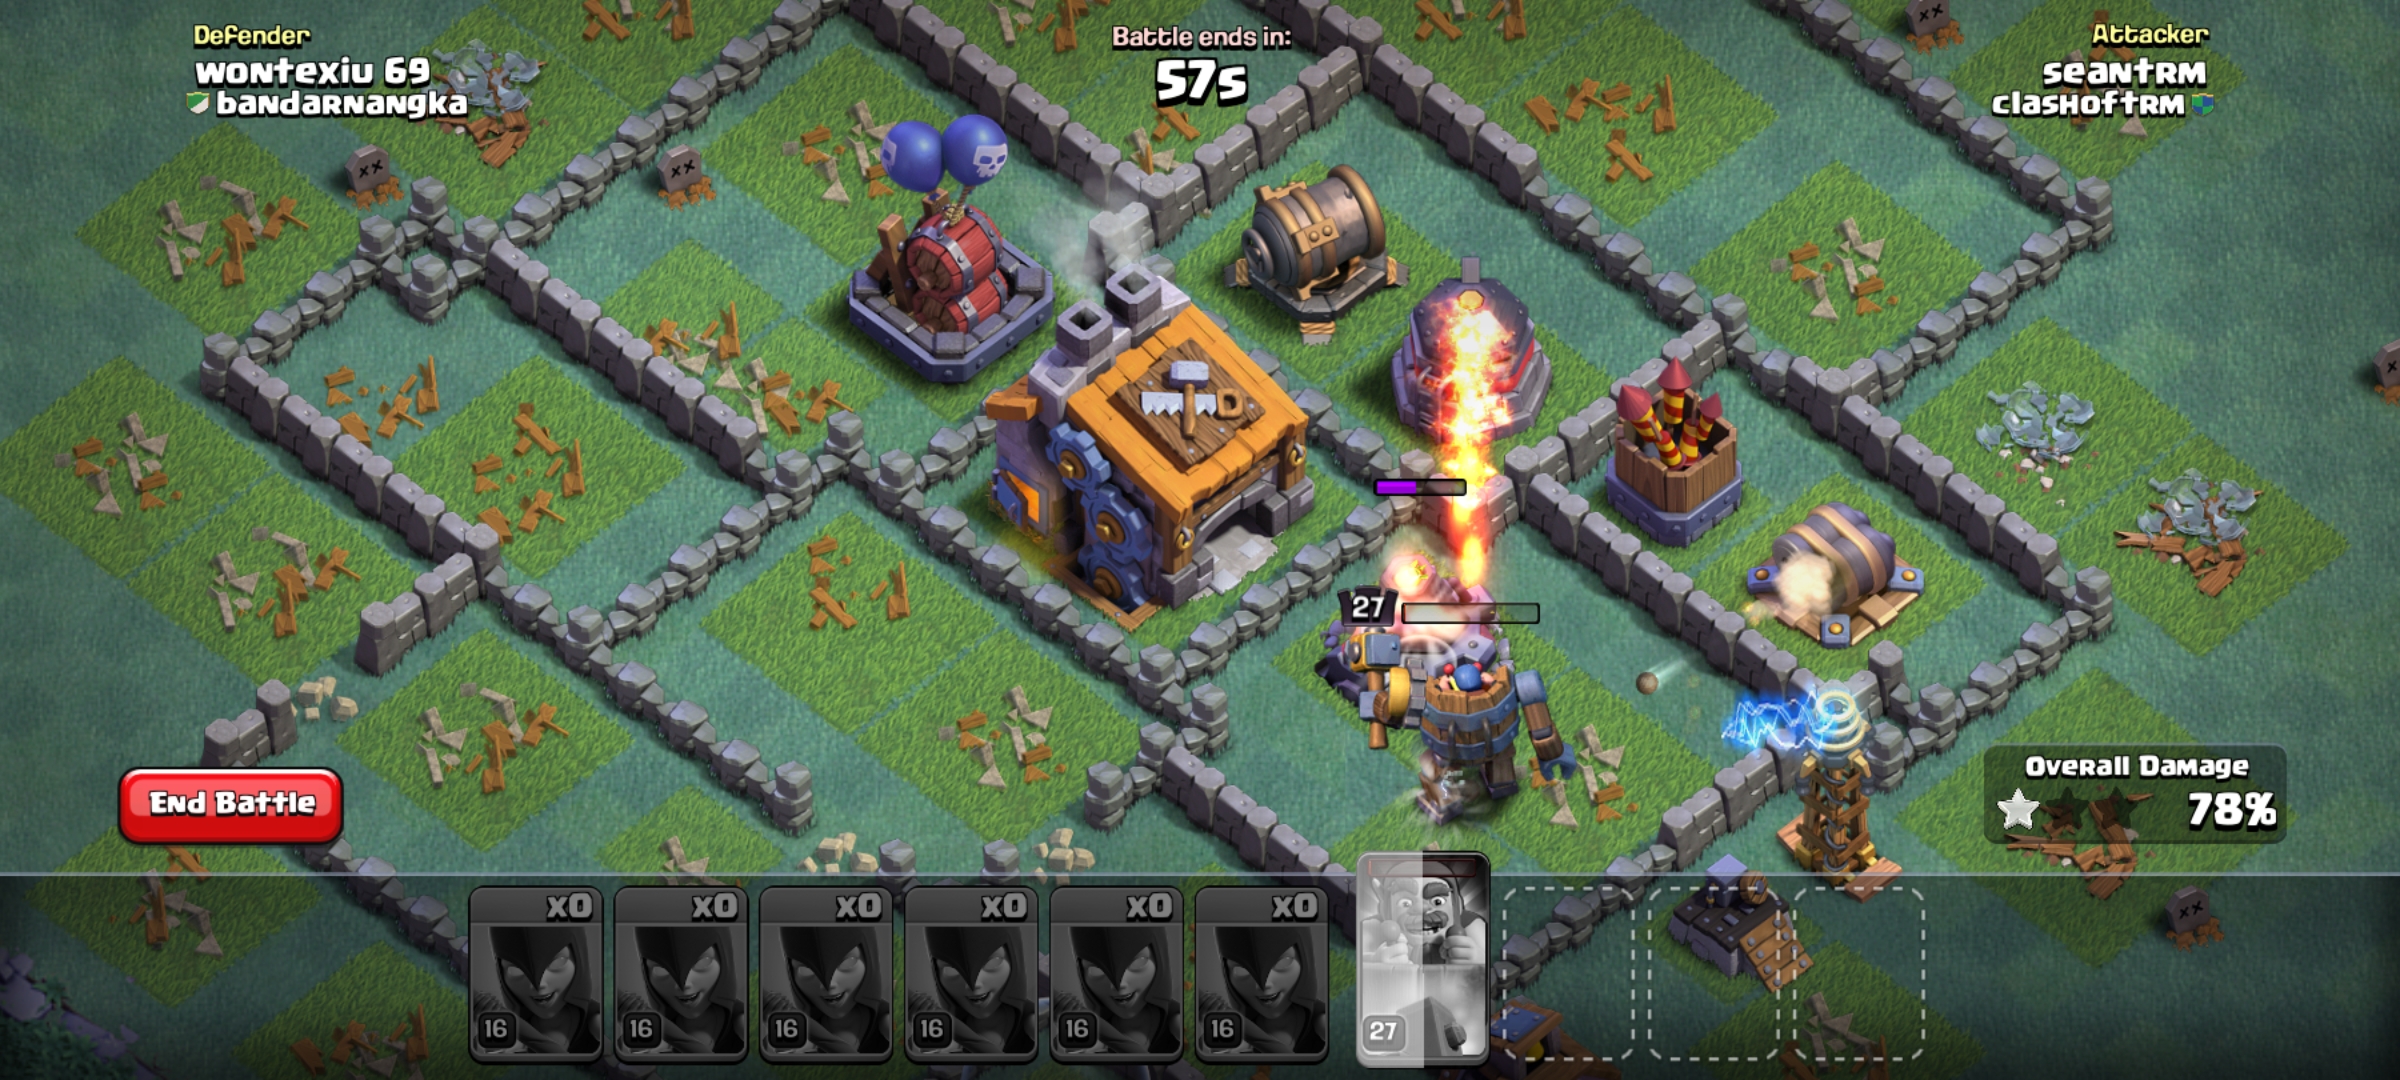 Defender
wontexiu 69
bandarnangka
Battle ends in:
57s
Attacker
seantRM
clashoftRM
27
End Battle
Overall Damage
78%
x0
x0
x0
x0
x0
x0
16
16
16
16
16
16
27